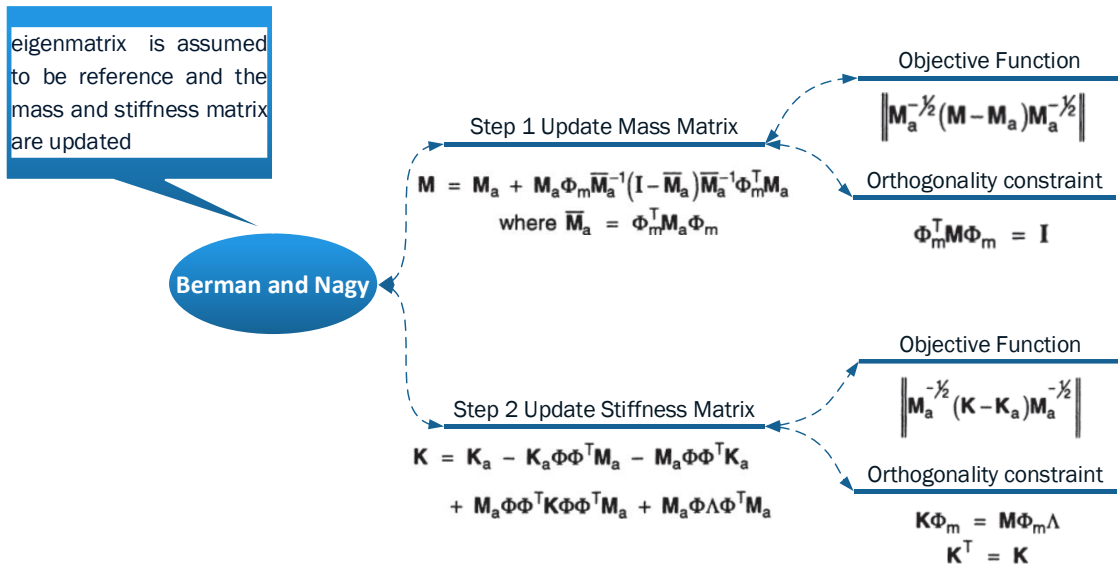 eigenmatrix is assumed
to be reference and the
mass and stiffness matrix
are updated
Berman and Nagy
Step 1 Update Mass Matrix
M = Mₐ + MₐΦₘM̅ₐ⁻¹(I − M̅ₐ)M̅ₐ⁻¹ΦₘᵀMₐ
where M̅ₐ = ΦₘᵀMₐΦₘ
Objective Function
‖Mₐ^{-½}(M − Mₐ)Mₐ^{-½}‖
Orthogonality constraint
ΦₘᵀMΦₘ = I
Step 2 Update Stiffness Matrix
K = Kₐ − KₐΦΦᵀMₐ − MₐΦΦᵀKₐ
+ MₐΦΦᵀKΦΦᵀMₐ + MₐΦΛΦᵀMₐ
Objective Function
‖Mₐ^{-½}(K − Kₐ)Mₐ^{-½}‖
Orthogonality constraint
KΦₘ = MΦₘΛ
Kᵀ = K